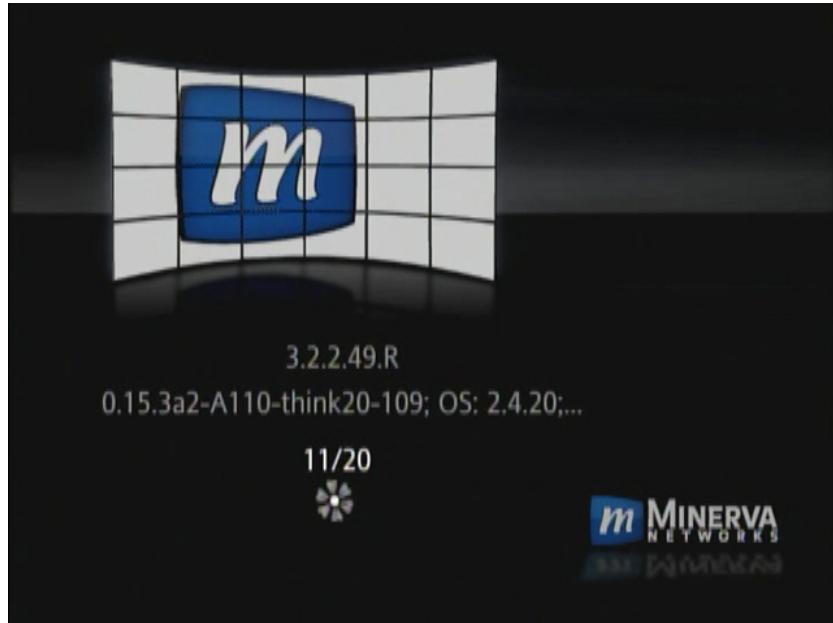 m
3.2.2.49.R
0.15.3a2-A110-think20-109; OS: 2.4.20;...
11/20
m MINERVA
NETWORKS